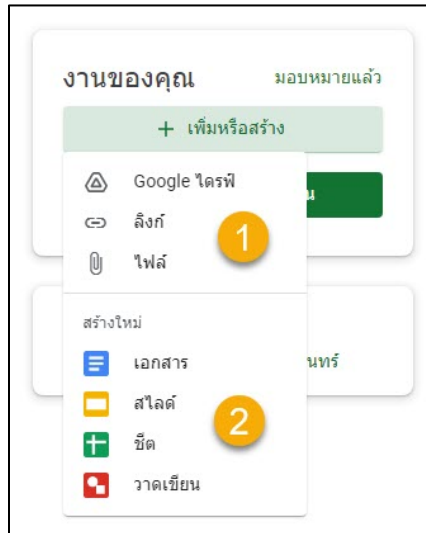 งานของคุณ มอบหมายแล้ว
+ เพิ่มหรือสร้าง
Google ไดรฟ์
ลิงก์
1
ไฟล์
สร้างใหม่
เอกสาร
สไลด์
2
ชีต
วาดเขียน